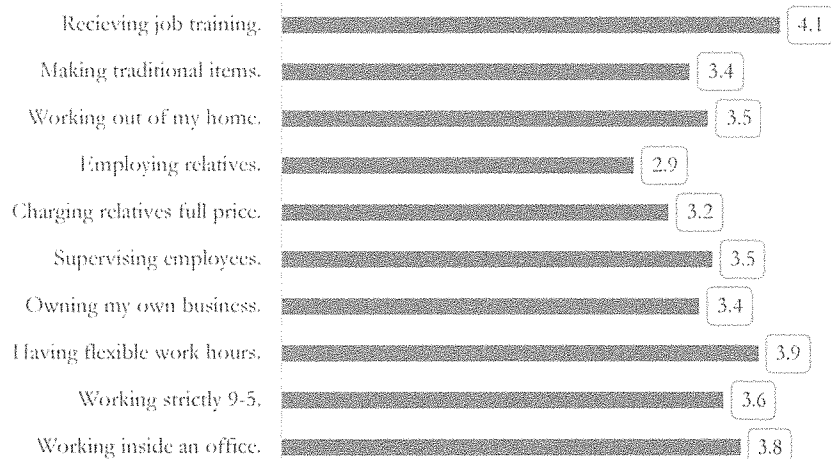 Recieving job training. 4.1
Making traditional items. 3.4
Working out of my home. 3.5
Employing relatives. 2.9
Charging relatives full price. 3.2
Supervising employees. 3.5
Owning my own business. 3.4
Having flexible work hours. 3.9
Working strictly 9-5. 3.6
Working inside an office. 3.8